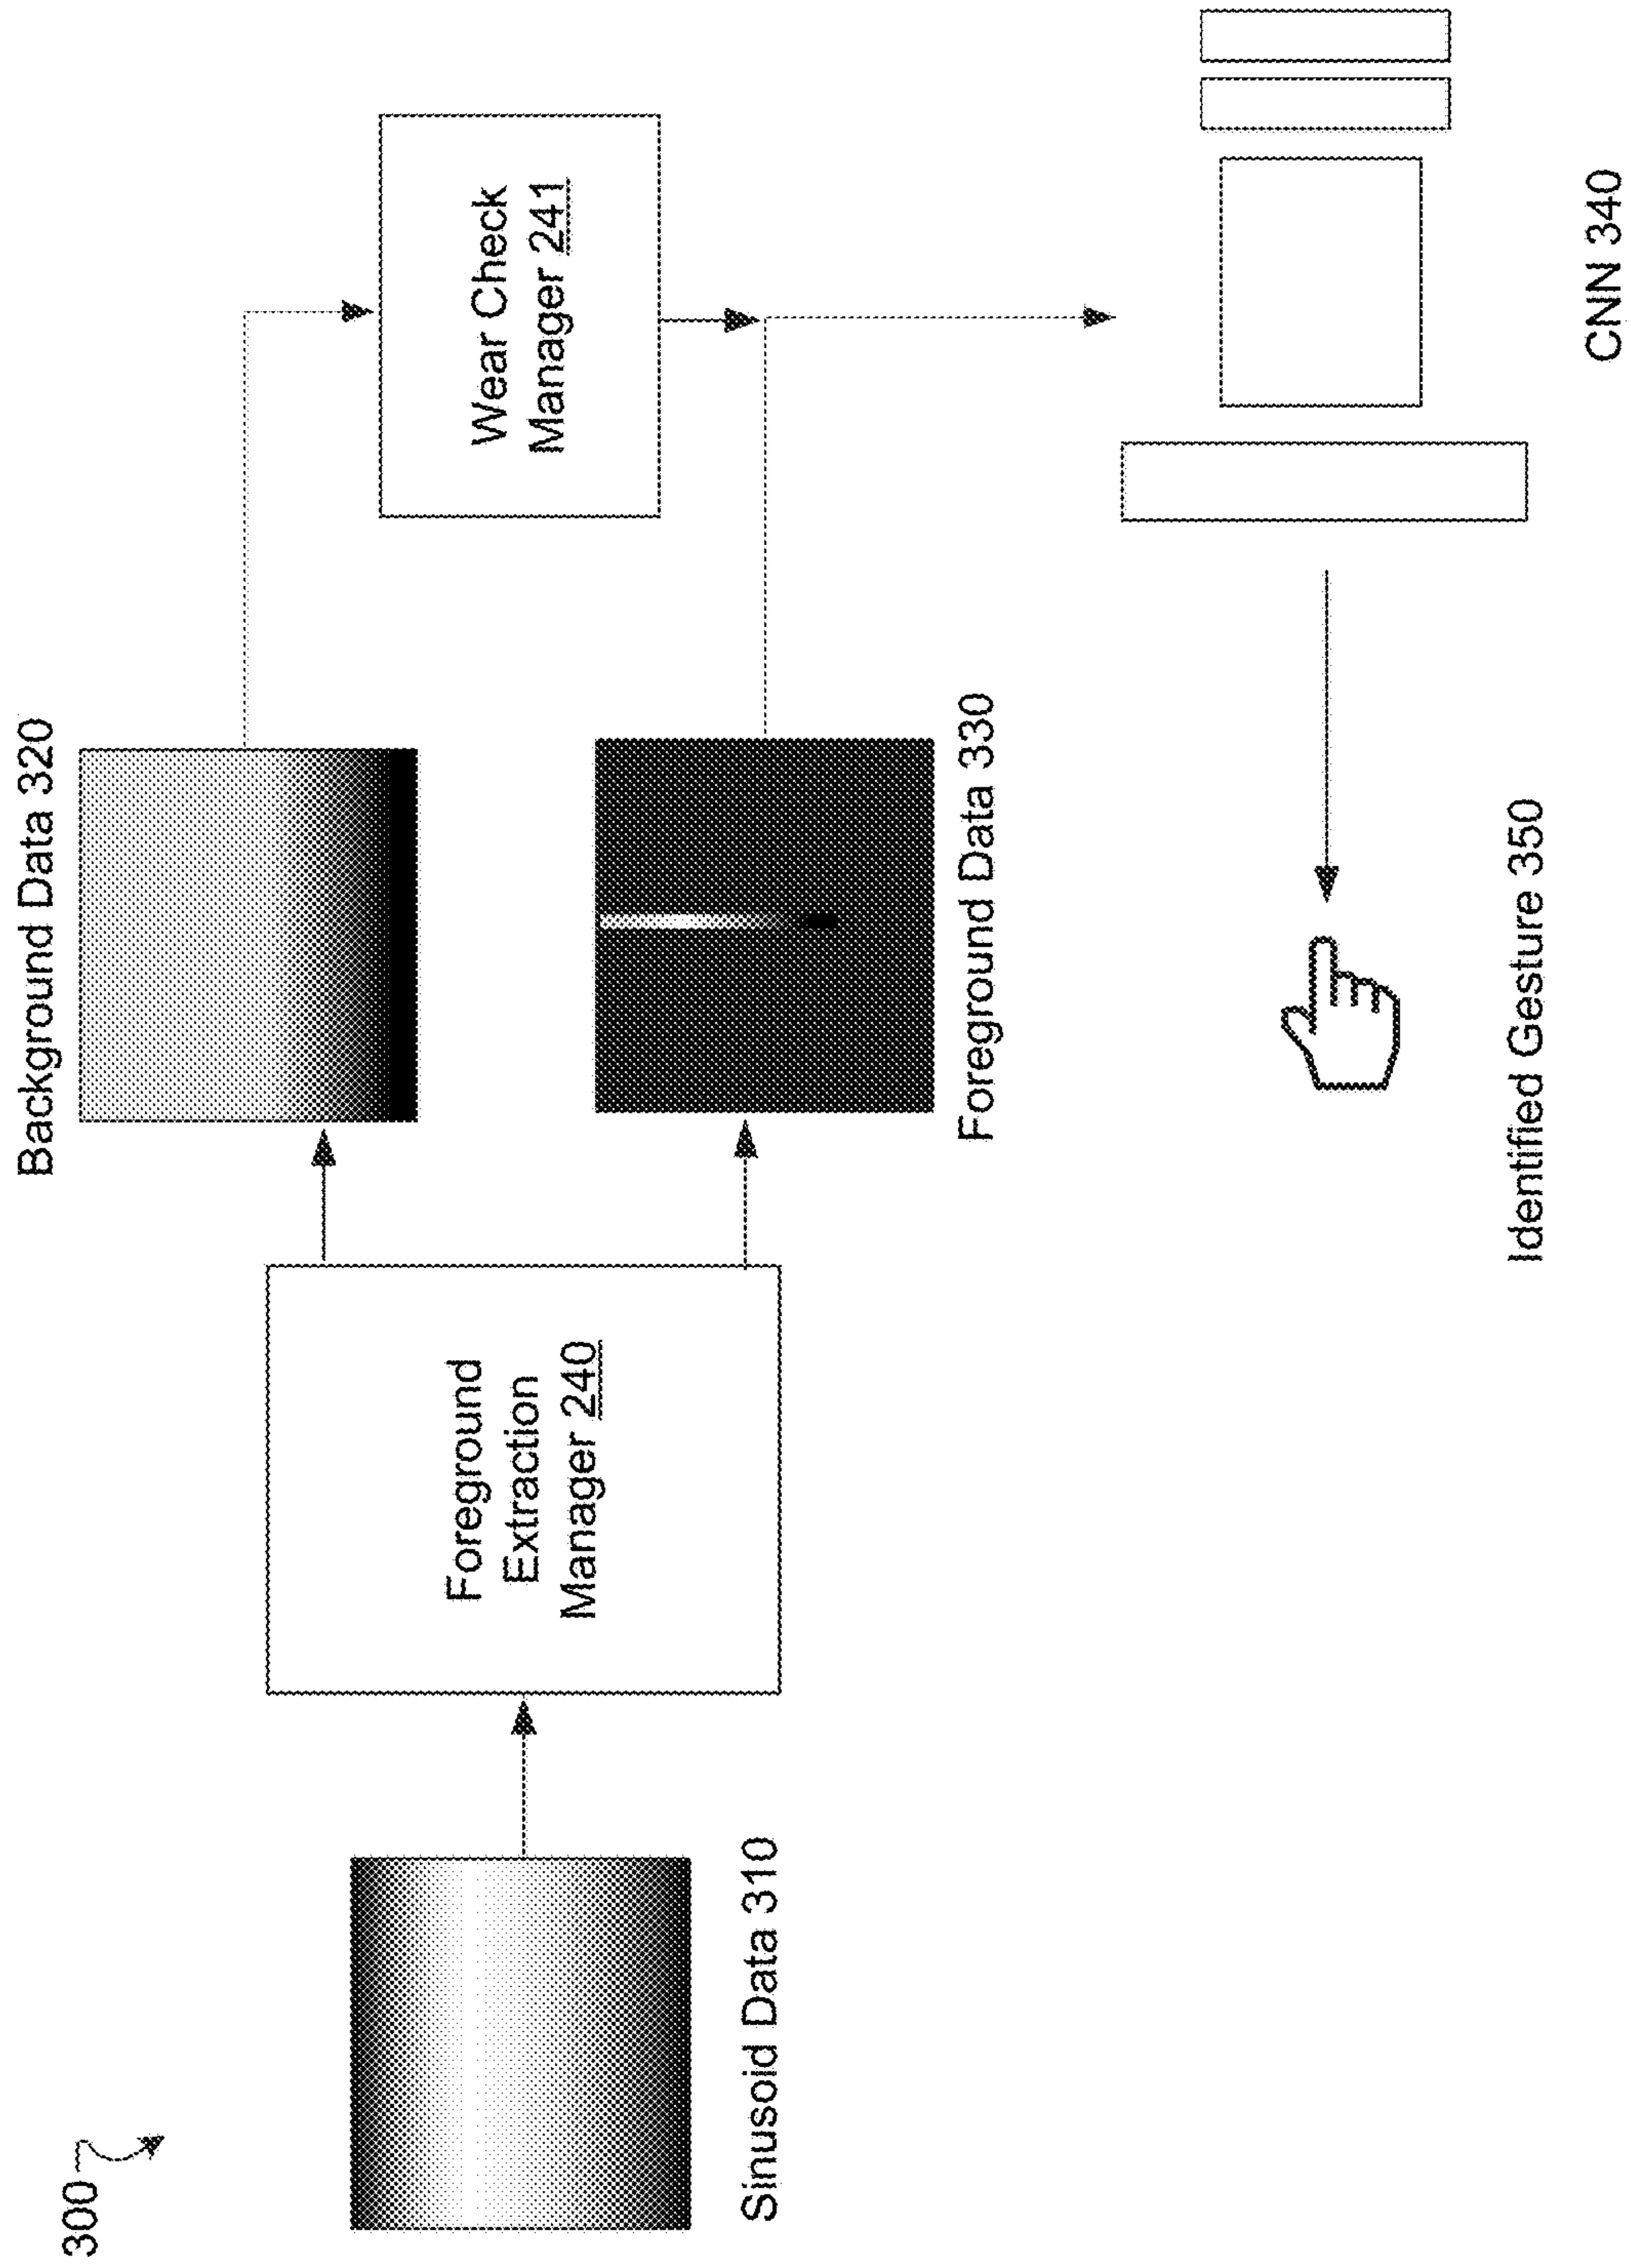 300
Sinusoid Data 310
Foreground
Extraction
Manager 240
Background Data 320
Foreground Data 330
Wear Check
Manager 241
CNN 340
Identified Gesture 350